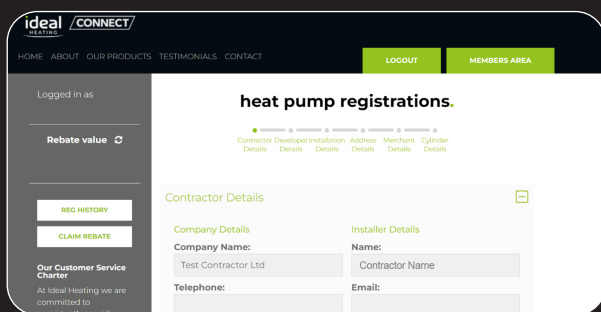 ideal /CONNECT/
HEATING
HOME ABOUT OUR PRODUCTS TESTIMONIALS CONTACT
LOGOUT
MEMBERS AREA
Logged in as
Rebate value
REG HISTORY
CLAIM REBATE
Our Customer Service
Charter
At Ideal Heating we are
committed to
heat pump registrations.
Contractor Details
Developer Details
Installation Details
Address Details
Merchant Details
Cylinder Details
Contractor Details
Company Details
Company Name:
Test Contractor Ltd
Telephone:
Installer Details
Name:
Contractor Name
Email: